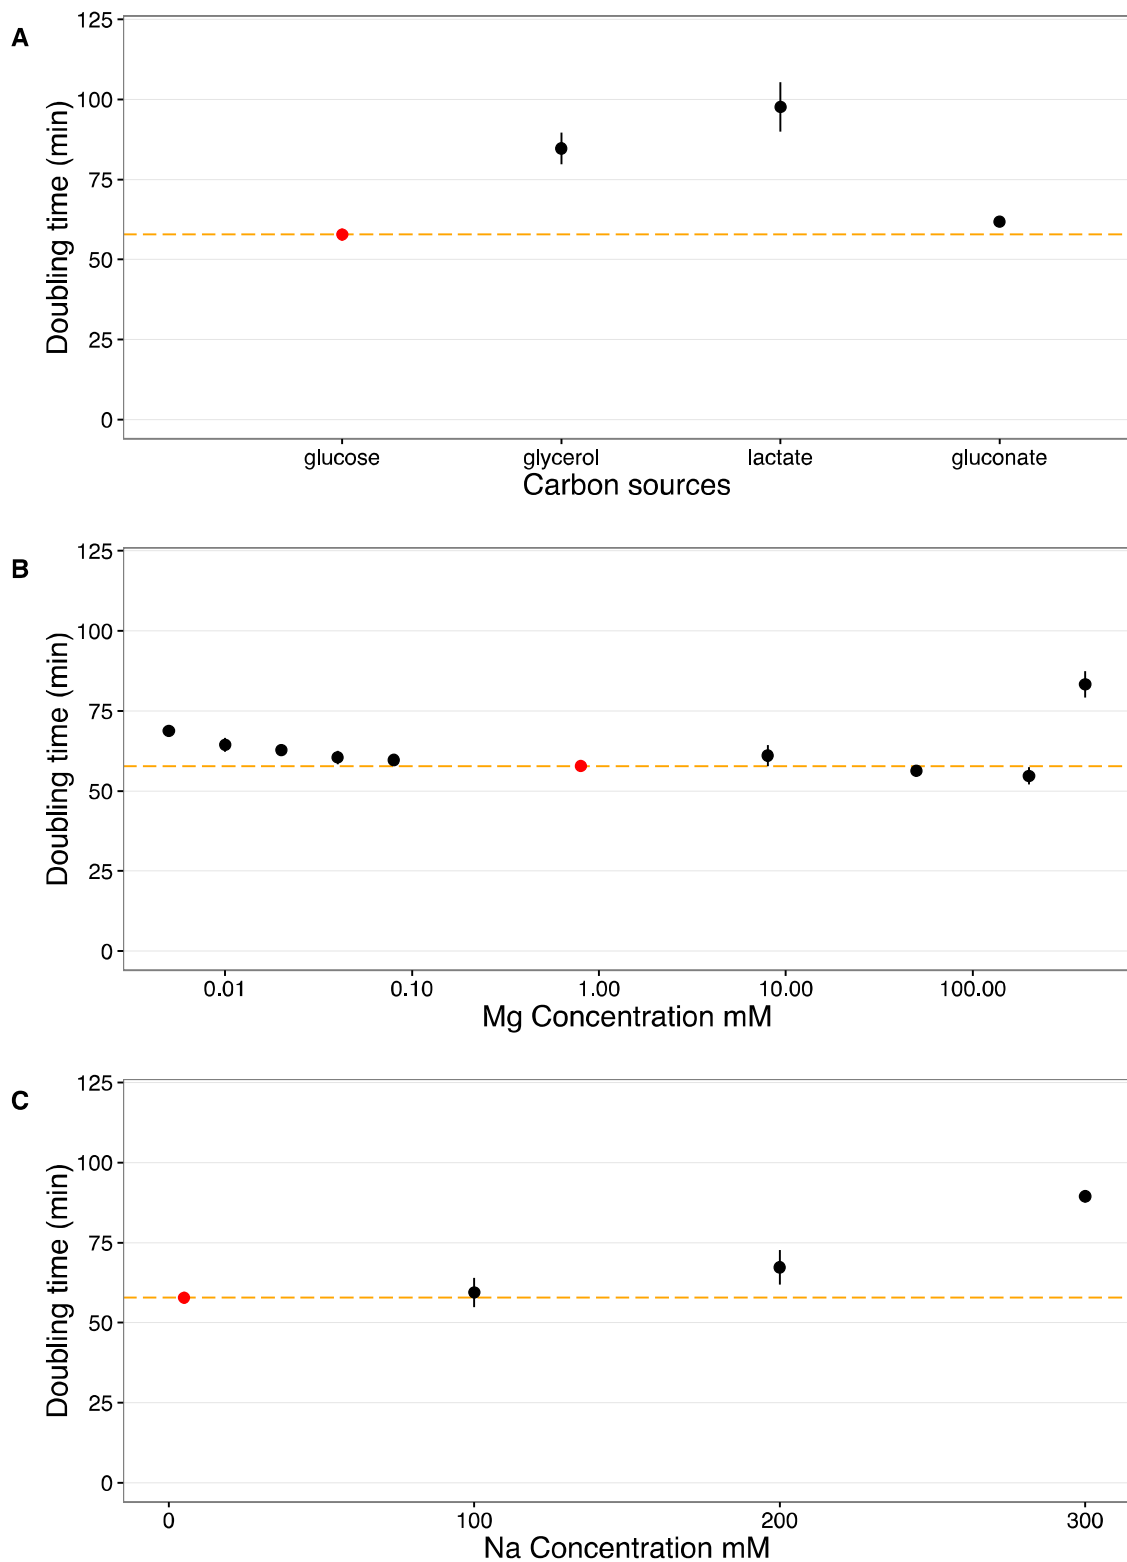 A
125
100
75
50
25
0
Doubling time (min)
glucose glycerol lactate gluconate
Carbon sources
B
125
100
75
50
25
0
Doubling time (min)
0.01 0.10 1.00 10.00 100.00
Mg Concentration mM
C
125
100
75
50
25
0
Doubling time (min)
0 100 200 300
Na Concentration mM